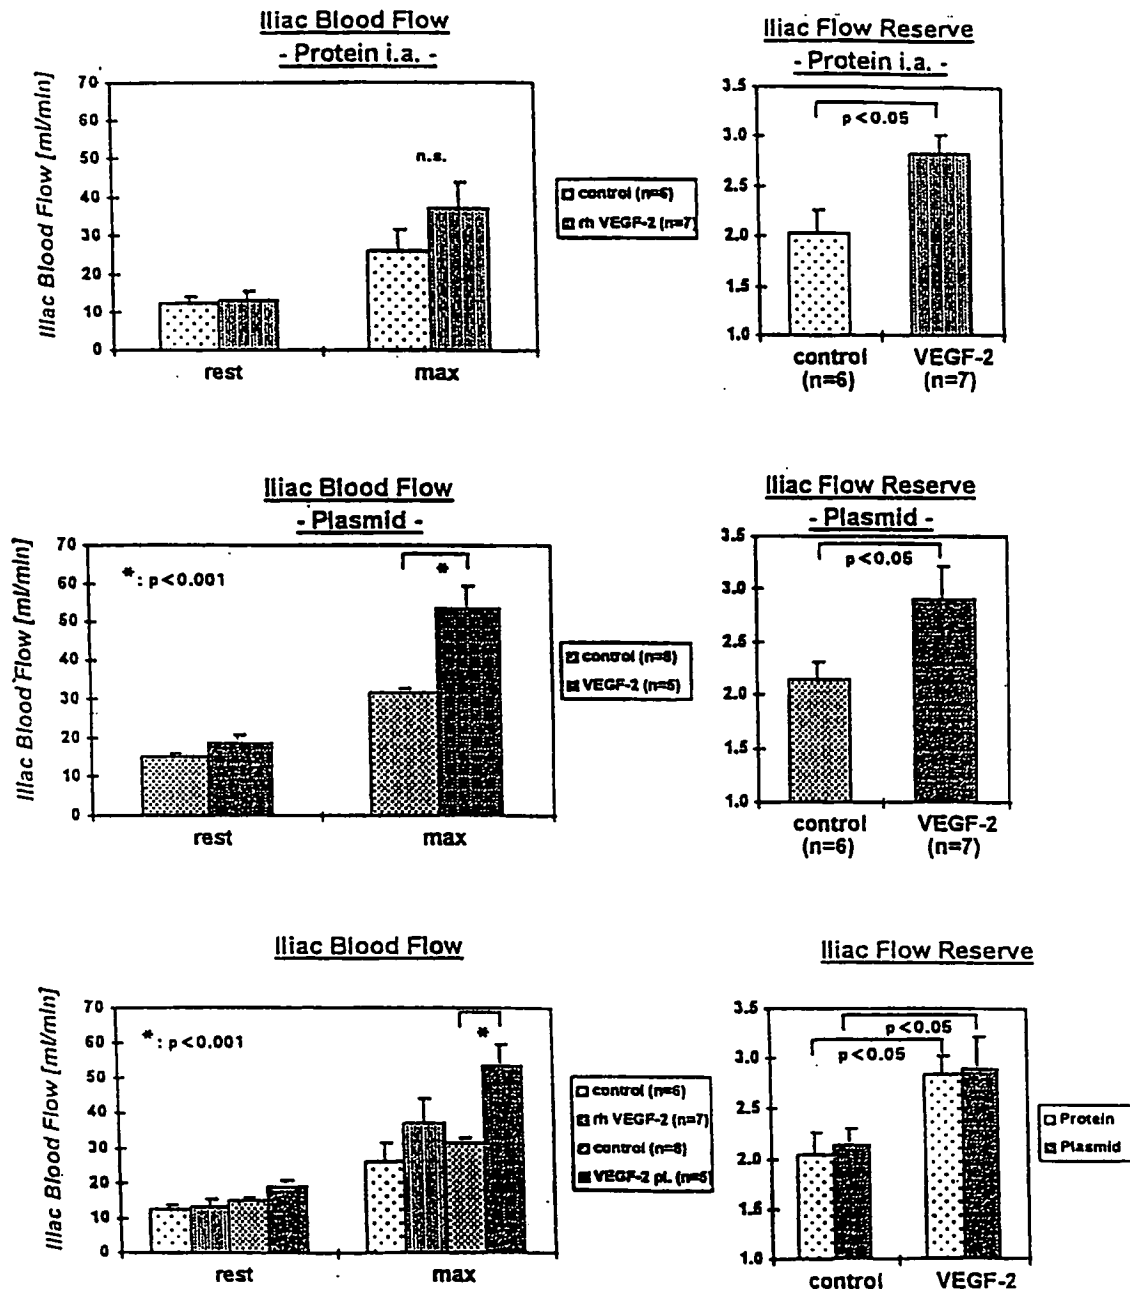 Iliac Blood Flow
- Protein i.a. -
Iliac Blood Flow [ml/min]
70
60
50
40
30
20
10
0
n.s.
rest
max
control (n=6)
rh VEGF-2 (n=7)
Iliac Flow Reserve
- Protein i.a. -
3.5
3.0
2.5
2.0
1.5
1.0
p<0.05
control
(n=6)
VEGF-2
(n=7)
Iliac Blood Flow
- Plasmid -
Iliac Blood Flow [ml/min]
70
60
50
40
30
20
10
0
*: p<0.001
*
rest
max
control (n=8)
VEGF-2 (n=5)
Iliac Flow Reserve
- Plasmid -
3.5
3.0
2.5
2.0
1.5
1.0
p<0.05
control
(n=6)
VEGF-2
(n=7)
Iliac Blood Flow
Iliac Blood Flow [ml/min]
70
60
50
40
30
20
10
0
*: p<0.001
*
rest
max
control (n=6)
rh VEGF-2 (n=7)
control (n=8)
VEGF-2 pl. (n=5)
Iliac Flow Reserve
3.5
3.0
2.5
2.0
1.5
1.0
p<0.05
p<0.05
control
VEGF-2
Protein
Plasmid